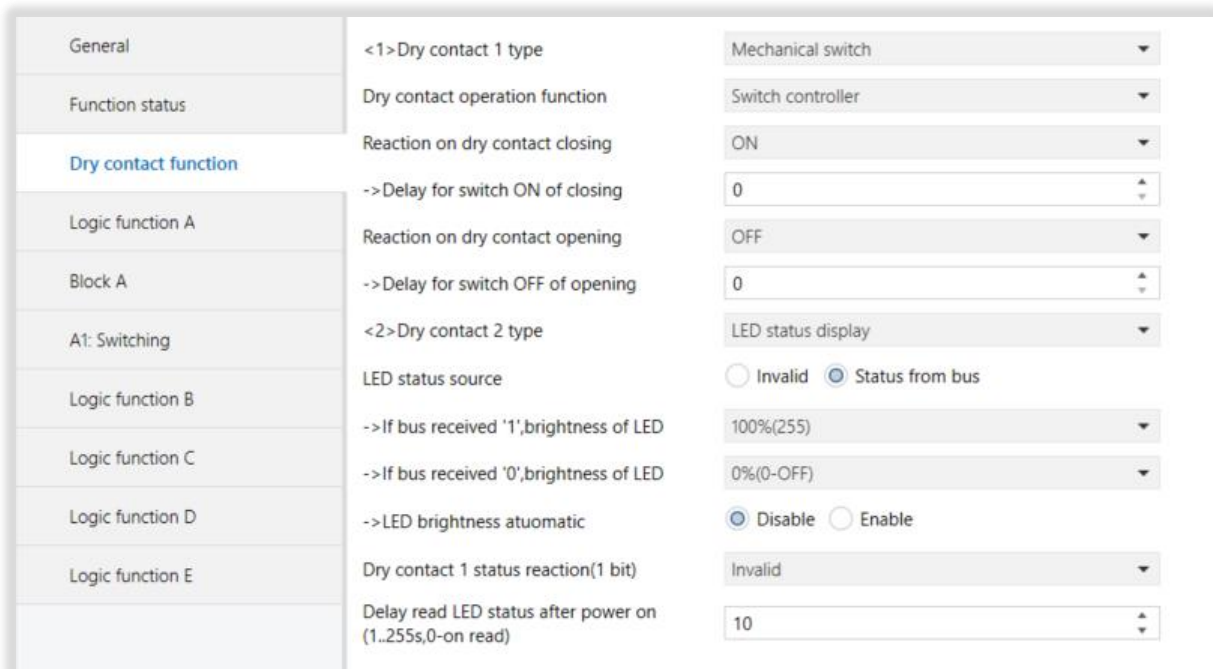 General
Function status
Dry contact function
Logic function A
Block A
A1: Switching
Logic function B
Logic function C
Logic function D
Logic function E
<1>Dry contact 1 type Mechanical switch
Dry contact operation function Switch controller
Reaction on dry contact closing ON
->Delay for switch ON of closing 0
Reaction on dry contact opening OFF
->Delay for switch OFF of opening 0
<2>Dry contact 2 type LED status display
LED status source Invalid Status from bus
->If bus received '1',brightness of LED 100%(255)
->If bus received '0',brightness of LED 0%(0-OFF)
->LED brightness atuomatic Disable Enable
Dry contact 1 status reaction(1 bit) Invalid
Delay read LED status after power on
(1..255s,0-on read) 10